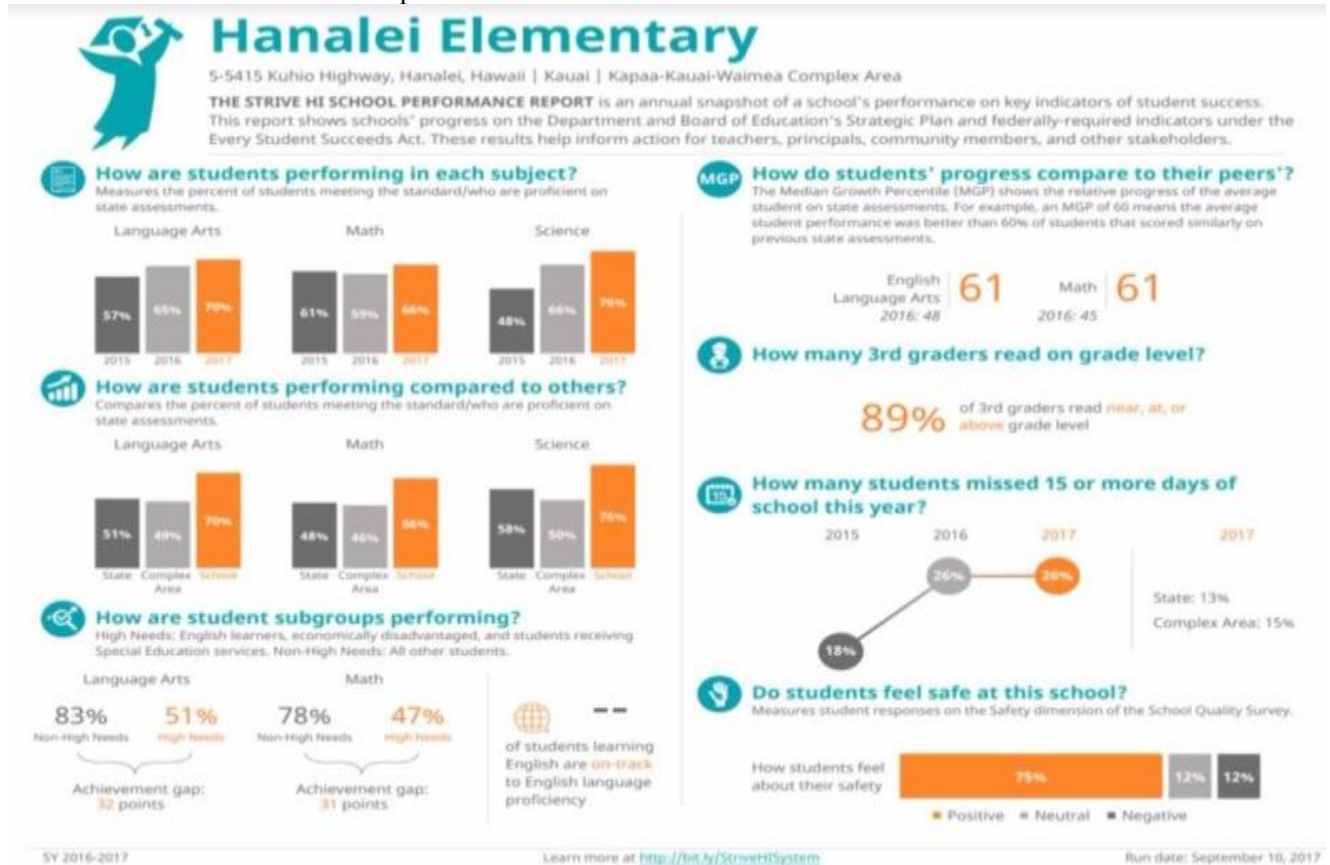 Hanalei Elementary
5-5415 Kuhio Highway, Hanalei, Hawaii | Kauai | Kapaa-Kauai-Waimea Complex Area
THE STRIVE HI SCHOOL PERFORMANCE REPORT is an annual snapshot of a school's performance on key indicators of student success.
This report shows schools' progress on the Department and Board of Education's Strategic Plan and federally-required indicators under the
Every Student Succeeds Act. These results help inform action for teachers, principals, community members, and other stakeholders.
How are students performing in each subject?
Measures the percent of students meeting the standard/who are proficient on
state assessments.
Language Arts Math Science
57% 65% 70% 61% 59% 66% 48% 66% 76%
2015 2016 2017 2015 2016 2017 2015 2016 2017
How are students performing compared to others?
Compares the percent of students meeting the standard/who are proficient on
state assessments.
Language Arts Math Science
51% 49% 70% 48% 46% 66% 58% 50% 76%
State Complex School State Complex School State Complex School
Area Area Area
How are student subgroups performing?
High Needs: English learners, economically disadvantaged, and students receiving
Special Education services. Non-High Needs: All other students.
Language Arts Math
83% 51% 78% 47%
Non-High Needs High Needs Non-High Needs High Needs
Achievement gap: Achievement gap:
32 points 31 points
--
of students learning
English are on-track
to English language
proficiency
MGP
How do students' progress compare to their peers'?
The Median Growth Percentile (MGP) shows the relative progress of the average
student on state assessments. For example, an MGP of 60 means the average
student performance was better than 60% of students that scored similarly on
previous state assessments.
English
Language Arts 61 Math 61
2016: 48 2016: 45
How many 3rd graders read on grade level?
89% of 3rd graders read near, at, or
above grade level
How many students missed 15 or more days of
school this year?
2015 2016 2017 2017
26% 26%
18%
State: 13%
Complex Area: 15%
Do students feel safe at this school?
Measures student responses on the Safety dimension of the School Quality Survey.
How students feel
about their safety
75% 12% 12%
Positive Neutral Negative
SY 2016-2017 Learn more at http://bit.ly/StriveHISystem Run date: September 10, 2017